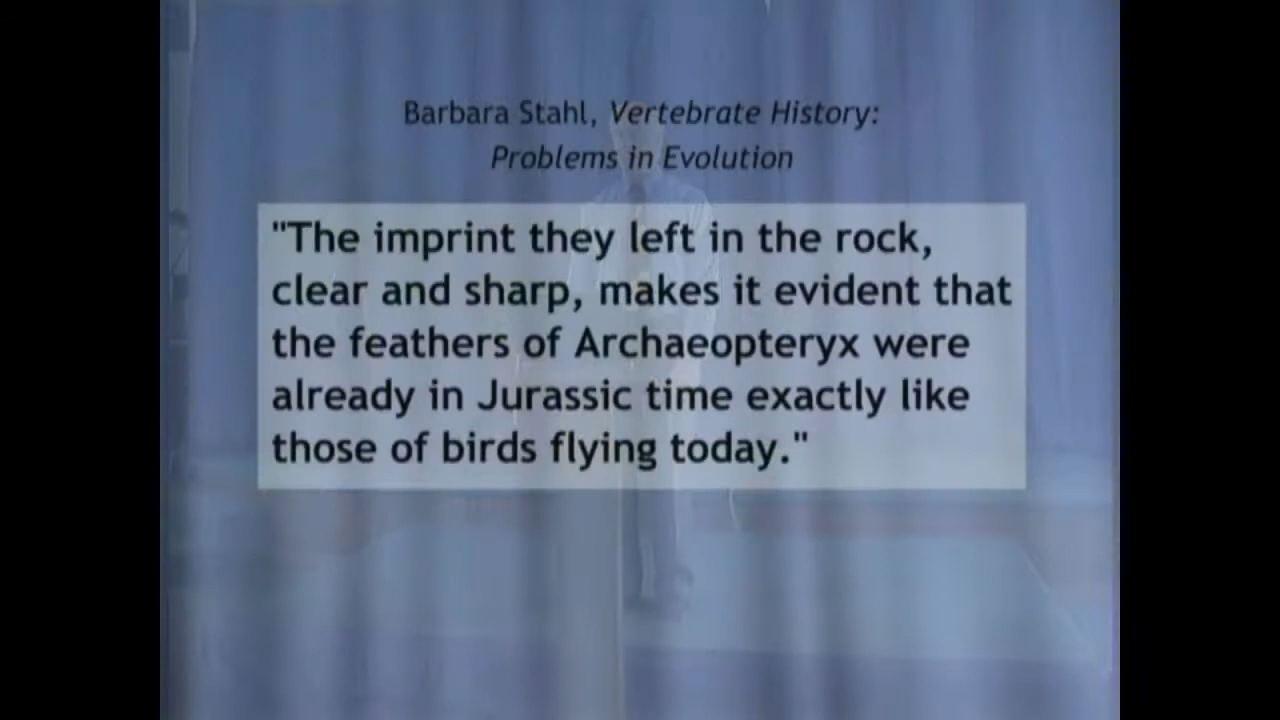 Barbara Stahl, Vertebrate History:
Problems in Evolution
"The imprint they left in the rock,
clear and sharp, makes it evident that
the feathers of Archaeopteryx were
already in Jurassic time exactly like
those of birds flying today."